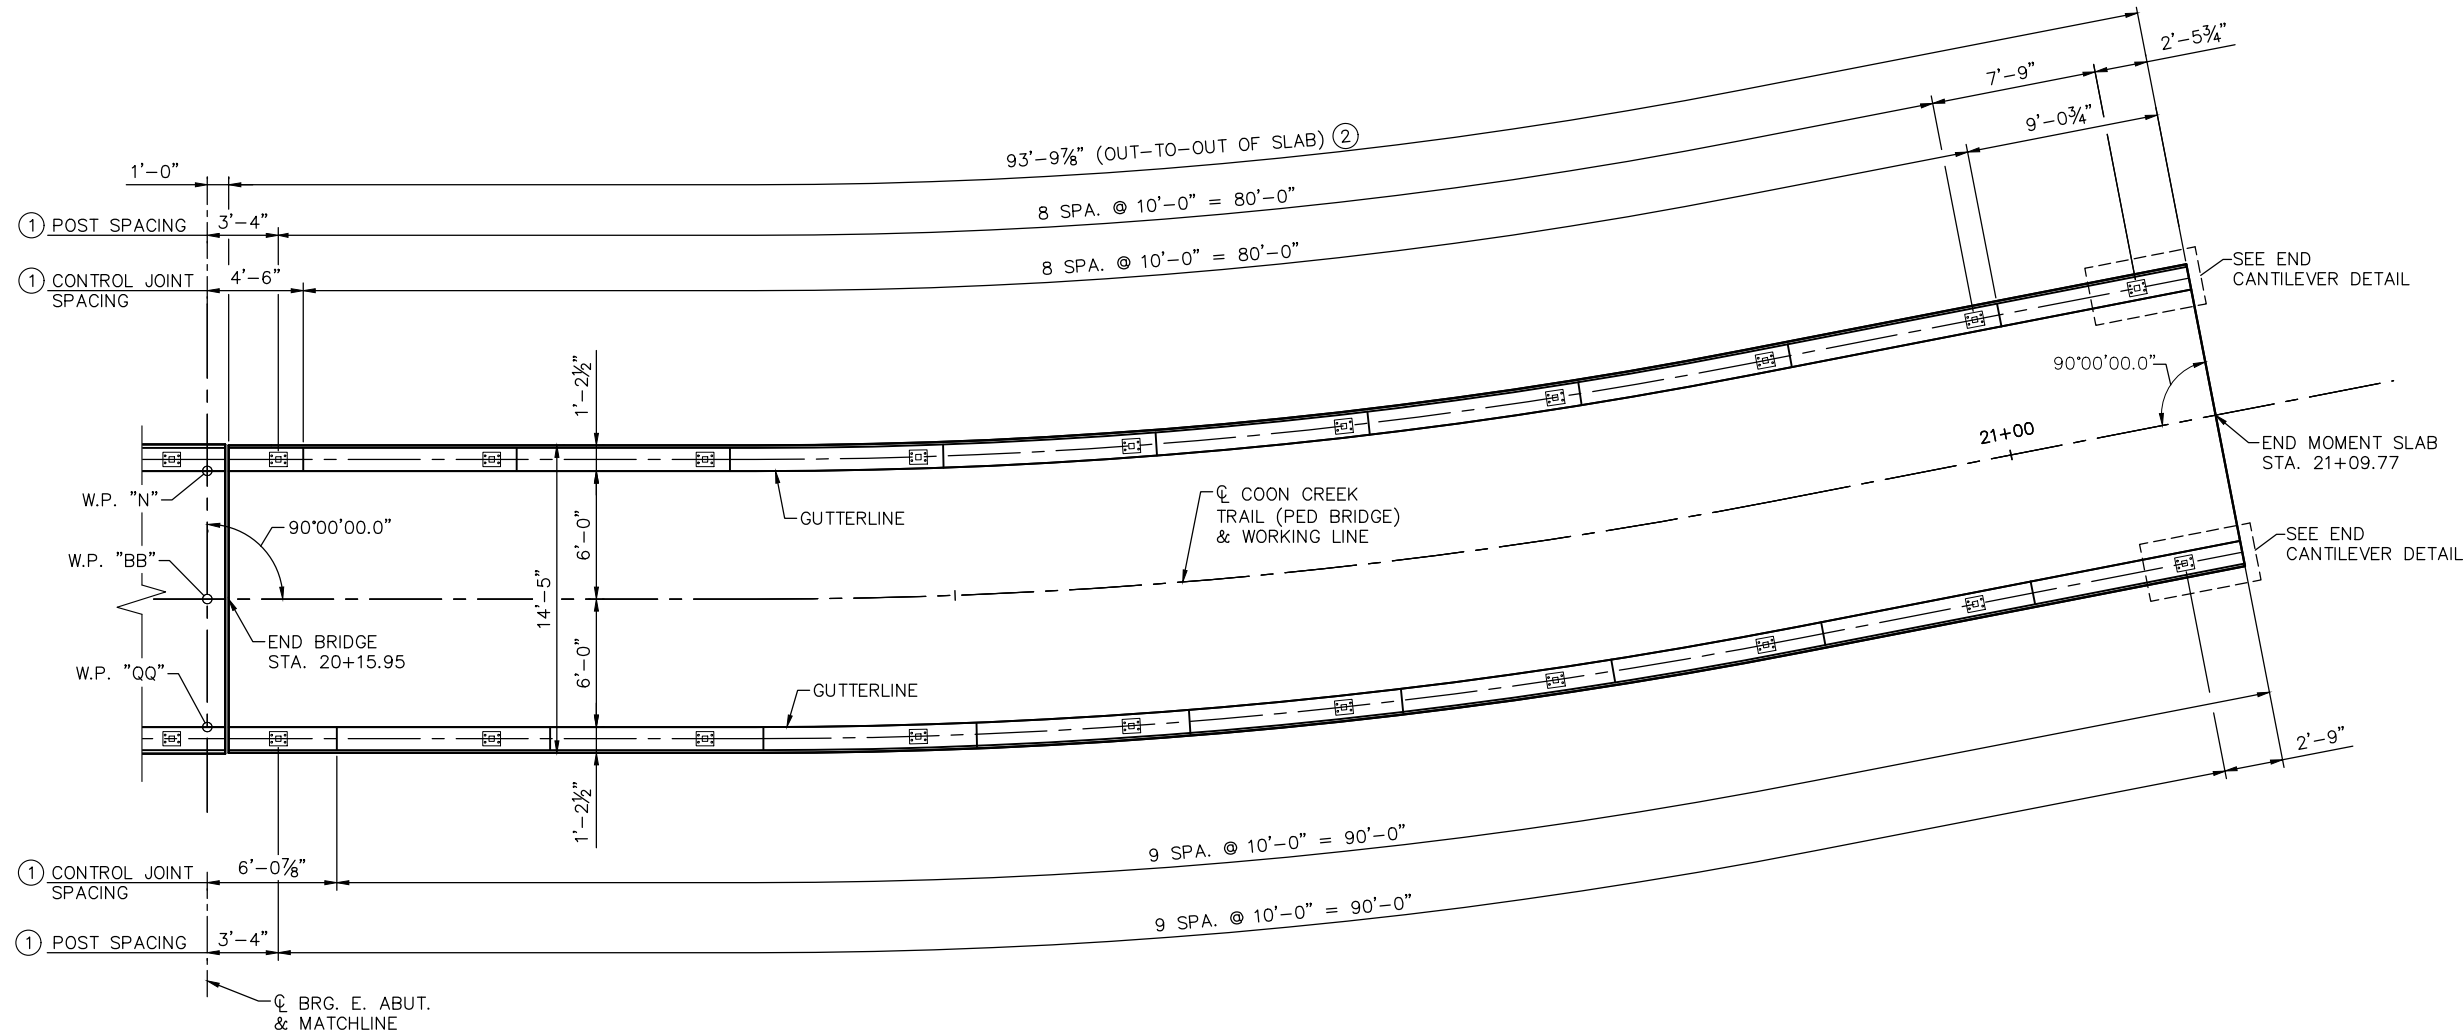 2'-5¾"
7'-9"
9'-0¾"
93'-9⅞" (OUT-TO-OUT OF SLAB) ②
1'-0"
8 SPA. @ 10'-0" = 80'-0"
① POST SPACING 3'-4"
8 SPA. @ 10'-0" = 80'-0"
① CONTROL JOINT
SPACING
4'-6"
SEE END
CANTILEVER DETAIL
1'-2½"
90°00'00.0"
21+00
END MOMENT SLAB
STA. 21+09.77
W.P. "N"
℄ COON CREEK
TRAIL (PED BRIDGE)
& WORKING LINE
GUTTERLINE
90°00'00.0"
6'-0"
SEE END
CANTILEVER DETAIL
W.P. "BB"
14'-5"
END BRIDGE
STA. 20+15.95
6'-0"
W.P. "QQ"
GUTTERLINE
2'-9"
1'-2½"
9 SPA. @ 10'-0" = 90'-0"
① CONTROL JOINT
SPACING
6'-0⅞"
9 SPA. @ 10'-0" = 90'-0"
① POST SPACING 3'-4"
℄ BRG. E. ABUT.
& MATCHLINE